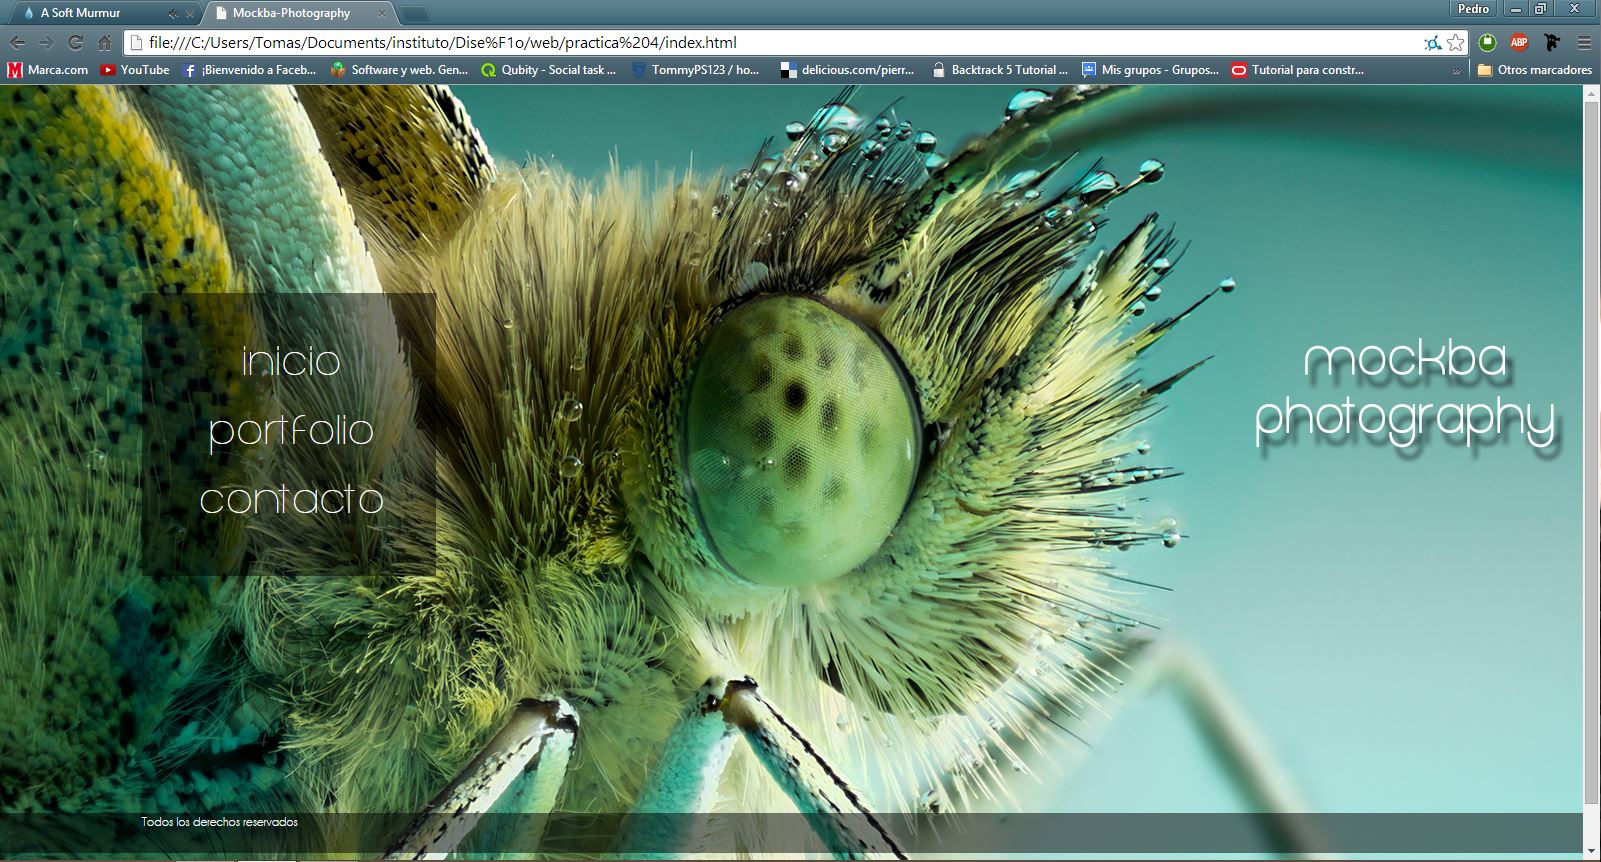 A Soft Murmur
Mockba-Photography
Pedro
file:///C:/Users/Tomas/Documents/instituto/Dise%F1o/web/practica%204/index.html
ABP
Marca.com
YouTube
¡Bienvenido a Faceb...
Software y web. Gen...
Qubity - Social task ...
TommyPS123 / ho...
delicious.com/pierr...
Backtrack 5 Tutorial ...
Mis grupos - Grupos...
Tutorial para constr...
»
Otros marcadores
inicio
portfolio
contacto
mockba
photography
Todos los derechos reservados